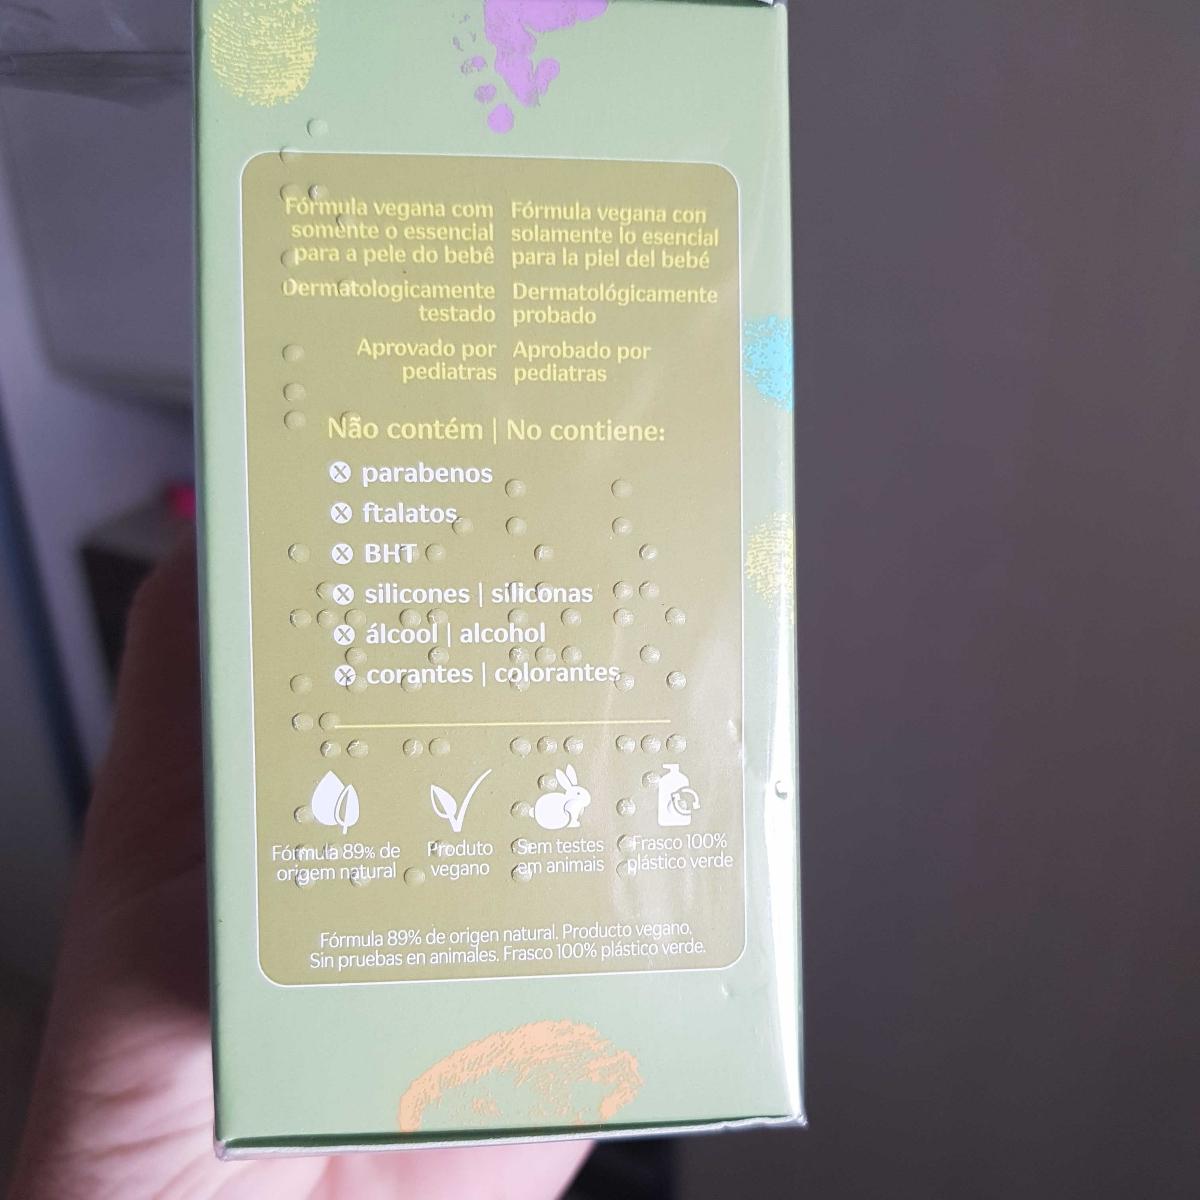 Fórmula vegana com
somente o essencial
para a pele do bebê
Dermatologicamente
testado
Aprovado por
pediatras
Fórmula vegana con
solamente lo esencial
para la piel del bebé
Dermatológicamente
probado
Aprobado por
pediatras
Não contém | No contiene:
parabenos
ftalatos
BHT
silicones | siliconas
álcool | alcohol
corantes | colorantes
Fórmula 89% de
origem natural
Produto
vegano
Sem testes
em animais
Frasco 100%
plástico verde
Fórmula 89% de origen natural. Producto vegano.
Sin pruebas en animales. Frasco 100% plástico verde.